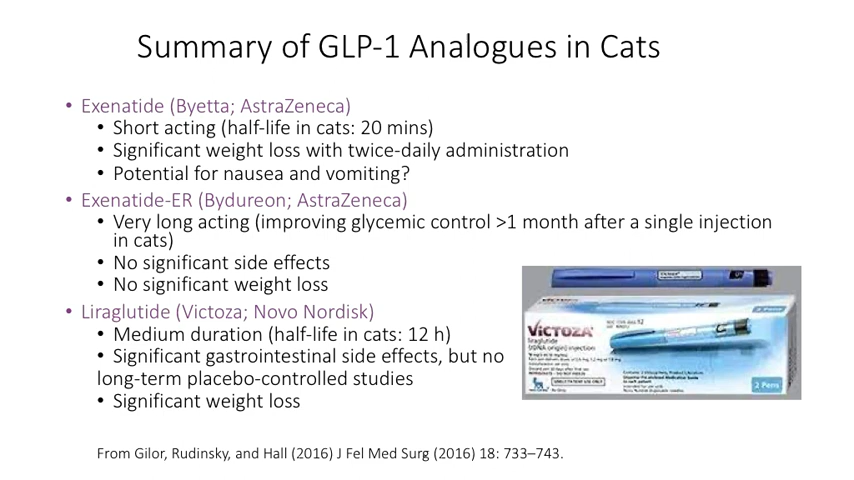 Summary of GLP-1 Analogues in Cats
• Exenatide (Byetta; AstraZeneca)
• Short acting (half-life in cats: 20 mins)
• Significant weight loss with twice-daily administration
• Potential for nausea and vomiting?
• Exenatide-ER (Bydureon; AstraZeneca)
• Very long acting (improving glycemic control >1 month after a single injection
in cats)
• No significant side effects
• No significant weight loss
• Liraglutide (Victoza; Novo Nordisk)
• Medium duration (half-life in cats: 12 h)
• Significant gastrointestinal side effects, but no
long-term placebo-controlled studies
• Significant weight loss
VICTOZA
liraglutide
(rDNA origin) injection
2 Pens
From Gilor, Rudinsky, and Hall (2016) J Fel Med Surg (2016) 18: 733–743.